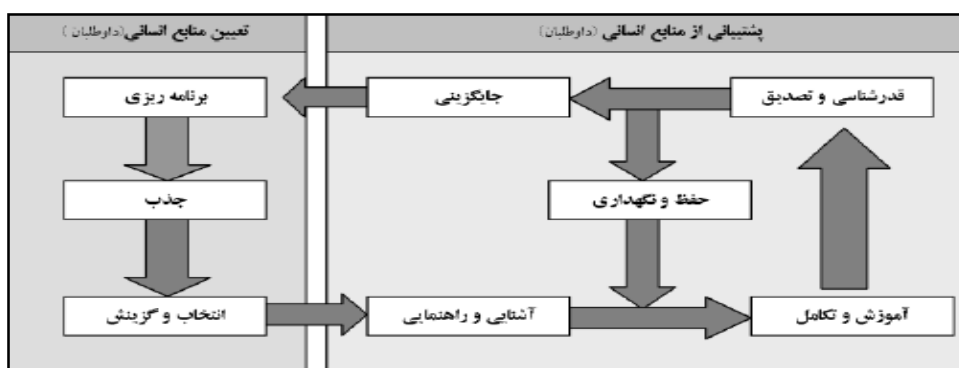 پشتیبانی از منابع انسانی (داوطلبان)
تعیین منابع انسانی(داوطلبان )
قدرشناسی و تصدیق
جایگزینی
برنامه ریزی
حفظ و نگهداری
جذب
آموزش و تکامل
آشنایی و راهنمایی
انتخاب و گزینش